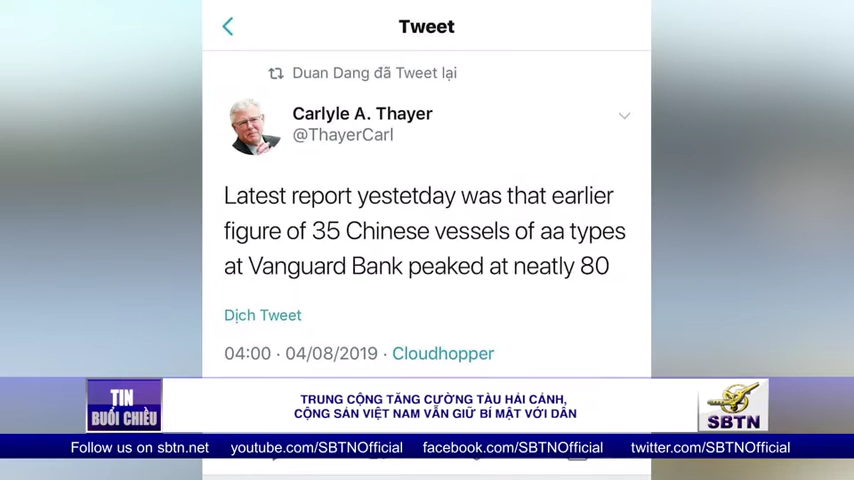 Tweet
Duan Dang đã Tweet lại
Carlyle A. Thayer
@ThayerCarl
Latest report yestetday was that earlier
figure of 35 Chinese vessels of aa types
at Vanguard Bank peaked at neatly 80
Dịch Tweet
04:00 · 04/08/2019 · Cloudhopper
TIN
BUỔI CHIỀU
TRUNG CỘNG TĂNG CƯỜNG TÀU HẢI CẢNH,
CỘNG SẢN VIỆT NAM VẪN GIỮ BÍ MẬT VỚI DÂN
SBTN
Follow us on sbtn.net youtube.com/SBTNOfficial facebook.com/SBTNOfficial twitter.com/SBTNOfficial